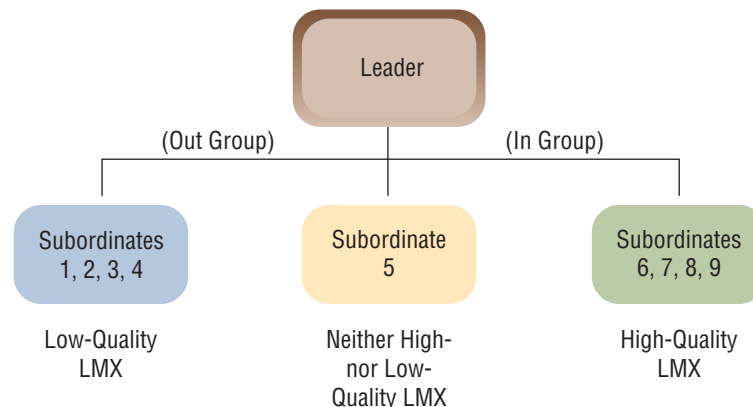 Leader
(Out Group)
(In Group)
Subordinates
1, 2, 3, 4
Subordinate
5
Subordinates
6, 7, 8, 9
Low-Quality
LMX
Neither High-
nor Low-
Quality LMX
High-Quality
LMX